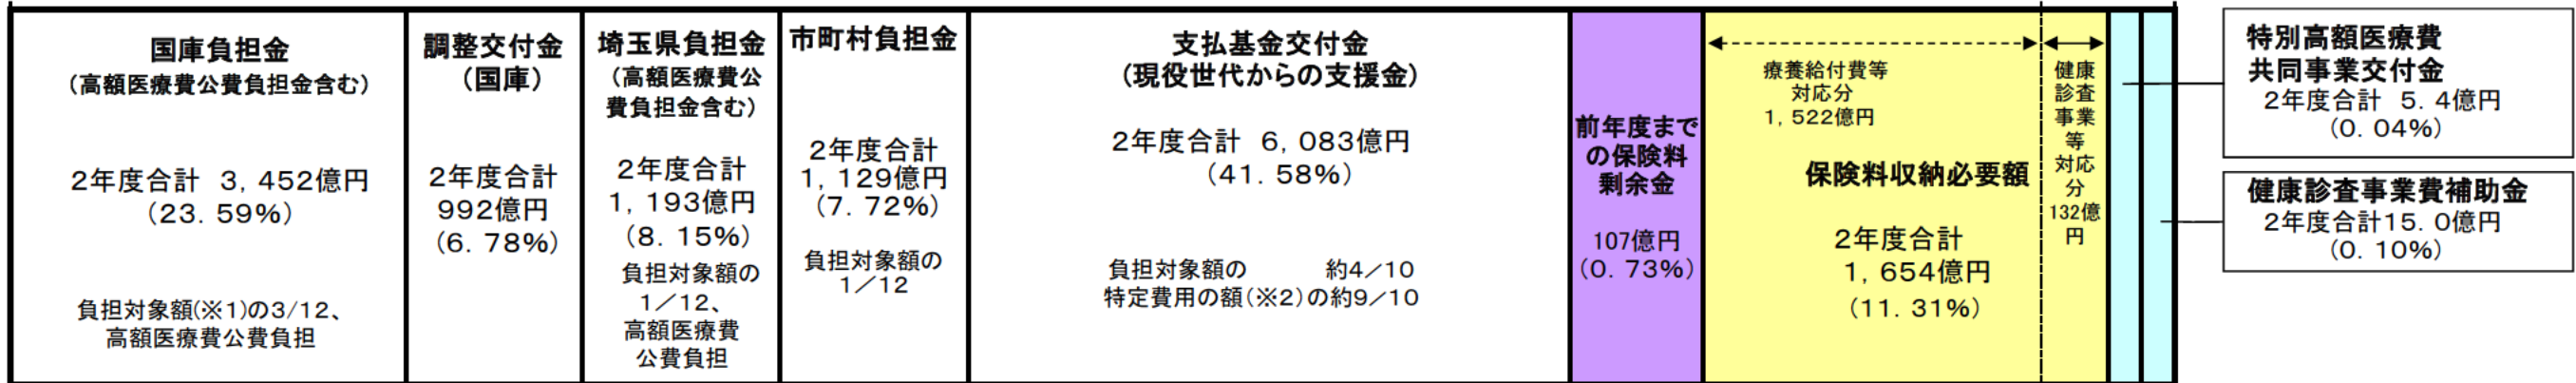 国庫負担金
（高額医療費公費負担金含む）
2年度合計　3，452億円
（23．59%）
負担対象額(※1)の3/12、
高額医療費公費負担
調整交付金
（国庫）
2年度合計
992億円
（6．78%）
埼玉県負担金
（高額医療費公
費負担金含む）
2年度合計
1，193億円
（8．15%）
負担対象額の
1／12、
高額医療費
公費負担
市町村負担金
2年度合計
1，129億円
（7．72%）
負担対象額の
1／12
支払基金交付金
（現役世代からの支援金）
2年度合計　6，083億円
（41．58%）
負担対象額の　　　約4／10
特定費用の額（※2）の約9／10
前年度まで
の保険料
剰余金
107億円
（0．73%）
療養給付費等
対応分
1，522億円
保険料収納必要額
2年度合計
1，654億円
（11．31%）
健康
診査
事業
等
対応
分
132億
円
特別高額医療費
共同事業交付金
2年度合計　5．4億円
（0．04%）
健康診査事業費補助金
2年度合計15．0億円
（0．10%）